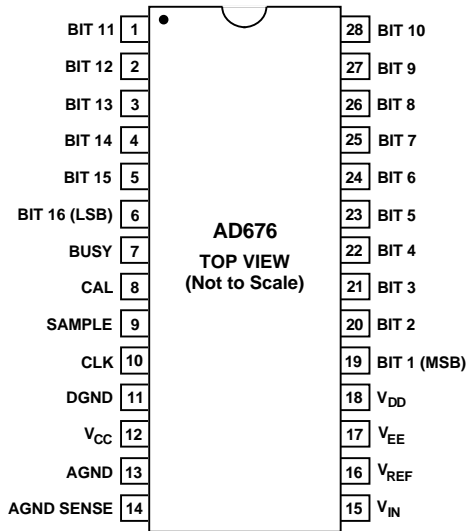 BIT 11 1
BIT 12 2
BIT 13 3
BIT 14 4
BIT 15 5
BIT 16 (LSB) 6
BUSY 7
CAL 8
SAMPLE 9
CLK 10
DGND 11
VCC 12
AGND 13
AGND SENSE 14
AD676
TOP VIEW
(Not to Scale)
28 BIT 10
27 BIT 9
26 BIT 8
25 BIT 7
24 BIT 6
23 BIT 5
22 BIT 4
21 BIT 3
20 BIT 2
19 BIT 1 (MSB)
18 VDD
17 VEE
16 VREF
15 VIN